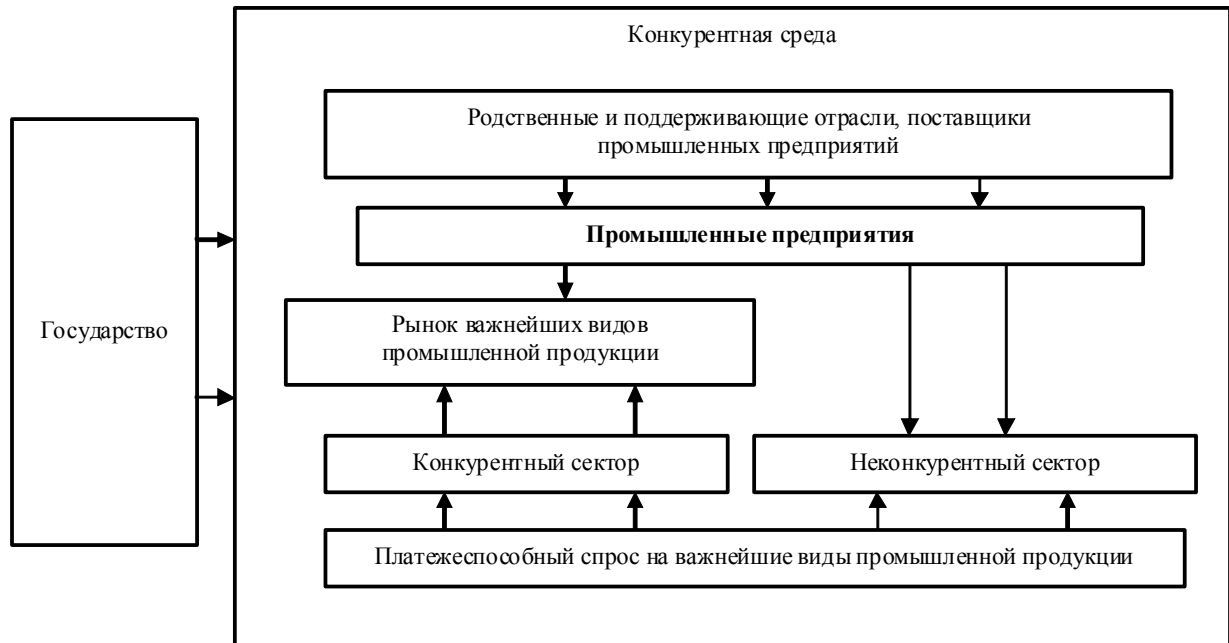 Конкурентная среда
Родственные и поддерживающие отрасли, поставщики
промышленных предприятий
Промышленные предприятия
Государство
Рынок важнейших видов
промышленной продукции
Конкурентный сектор
Неконкурентный сектор
Платежеспособный спрос на важнейшие виды промышленной продукции